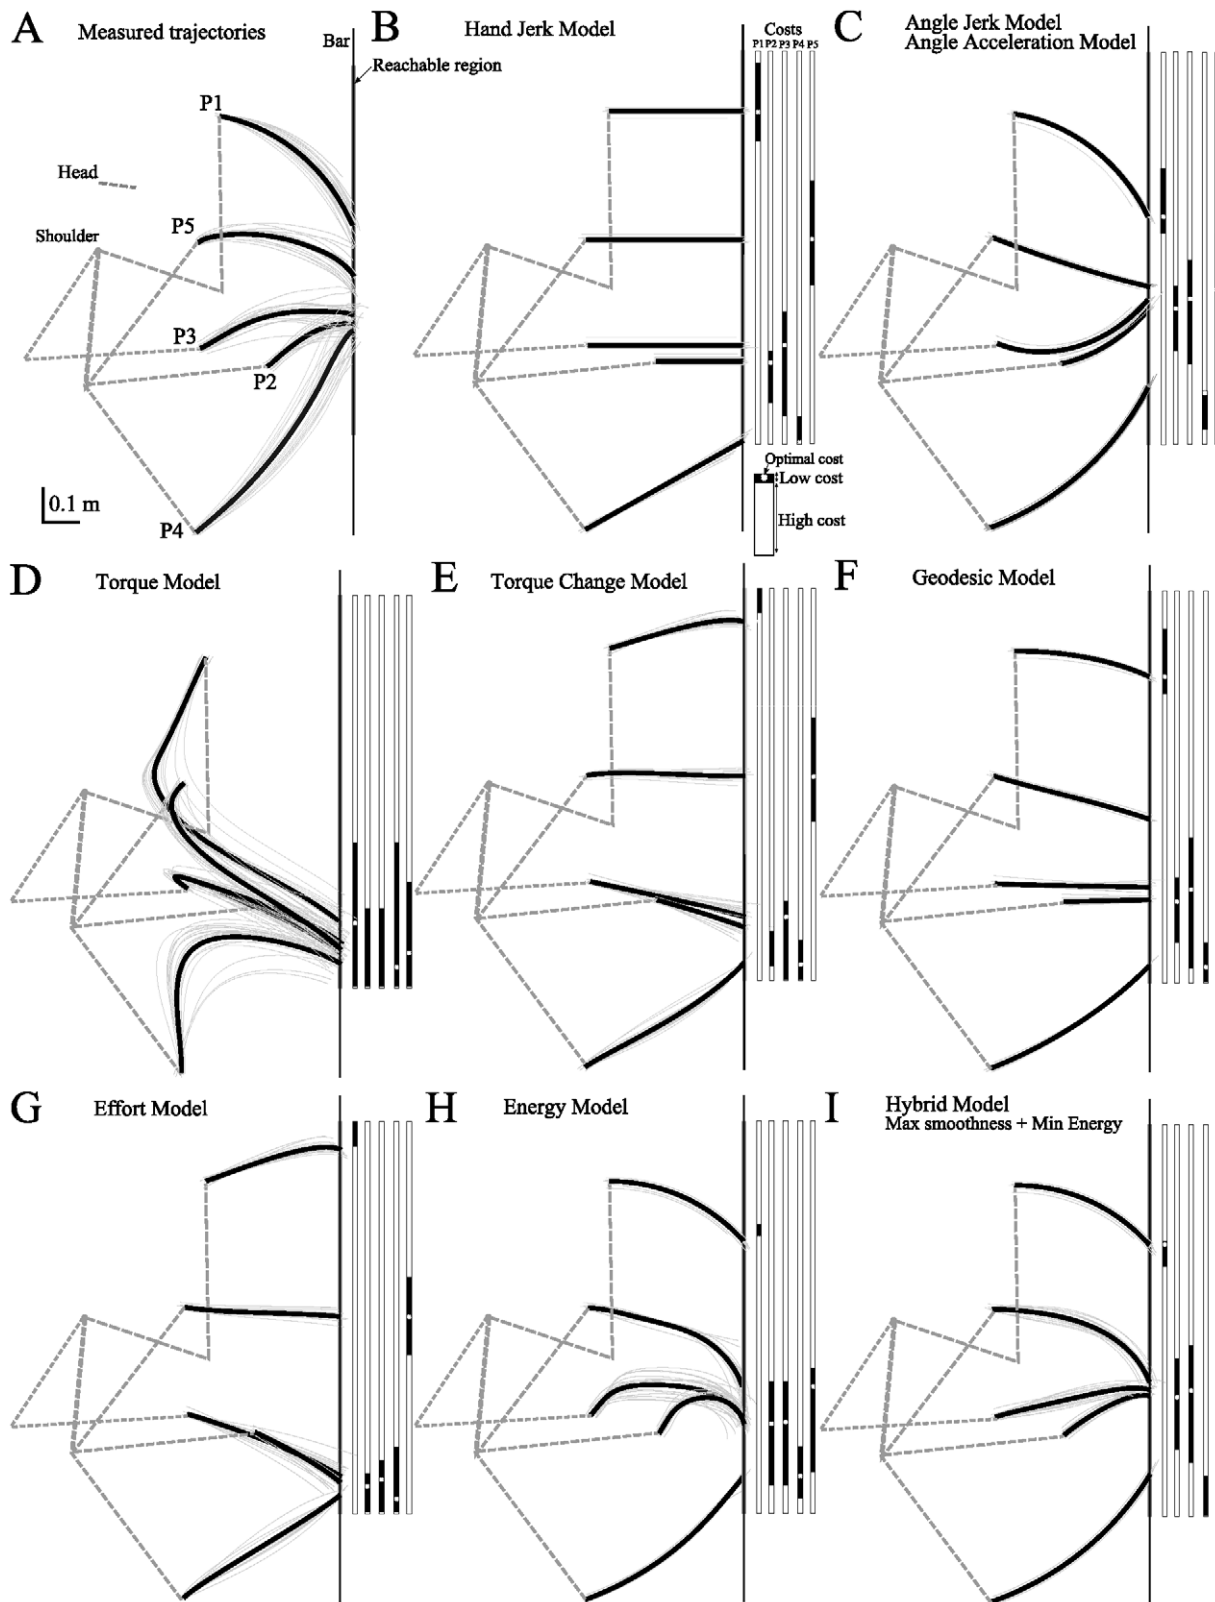 A
Measured trajectories
Bar
Reachable region
P1
Head
Shoulder
P5
P3
P2
P4
0.1 m
B
Hand Jerk Model
Costs
P1 P2 P3 P4 P5
Optimal cost
Low cost
High cost
C
Angle Jerk Model
Angle Acceleration Model
D
Torque Model
E
Torque Change Model
F
Geodesic Model
G
Effort Model
H
Energy Model
I
Hybrid Model
Max smoothness + Min Energy